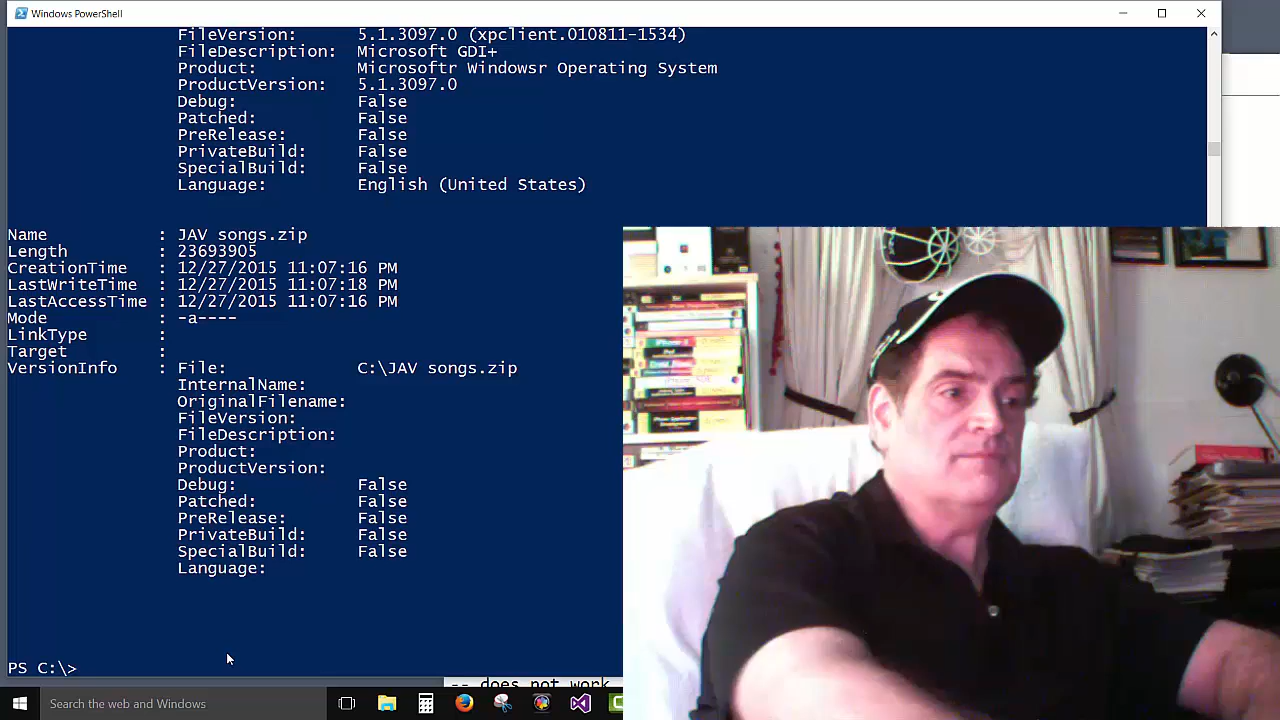 Windows PowerShell
FileVersion: 5.1.3097.0 (xpclient.010811-1534)
FileDescription: Microsoft GDI+
Product: Microsoftr Windowsr Operating System
ProductVersion: 5.1.3097.0
Debug: False
Patched: False
PreRelease: False
PrivateBuild: False
SpecialBuild: False
Language: English (United States)
Name : JAV songs.zip
Length : 23693905
CreationTime : 12/27/2015 11:07:16 PM
LastWriteTime : 12/27/2015 11:07:18 PM
LastAccessTime : 12/27/2015 11:07:16 PM
Mode : -a----
LinkType :
Target :
VersionInfo : File: C:\JAV songs.zip
InternalName:
OriginalFilename:
FileVersion:
FileDescription:
Product:
ProductVersion:
Debug: False
Patched: False
PreRelease: False
PrivateBuild: False
SpecialBuild: False
Language:
PS C:\>
-- does not work
Search the web and Windows